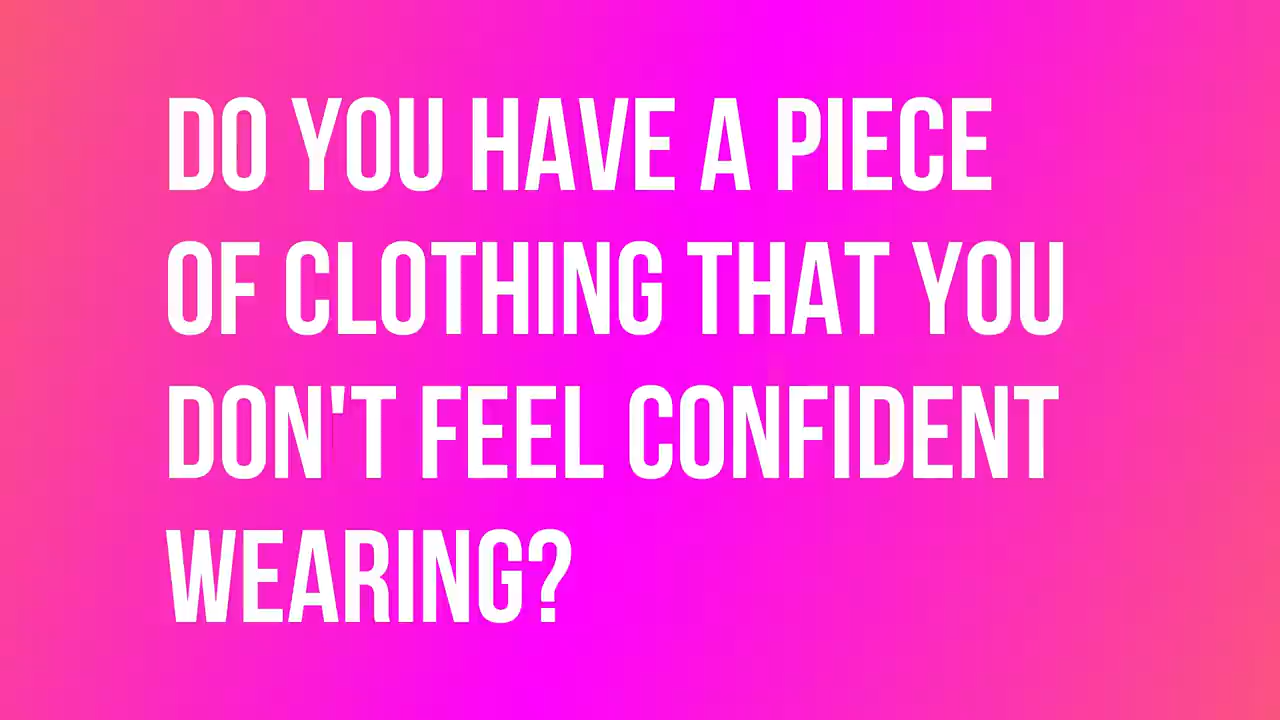 DO YOU HAVE A PIECE
OF CLOTHING THAT YOU
DON'T FEEL CONFIDENT
WEARING?